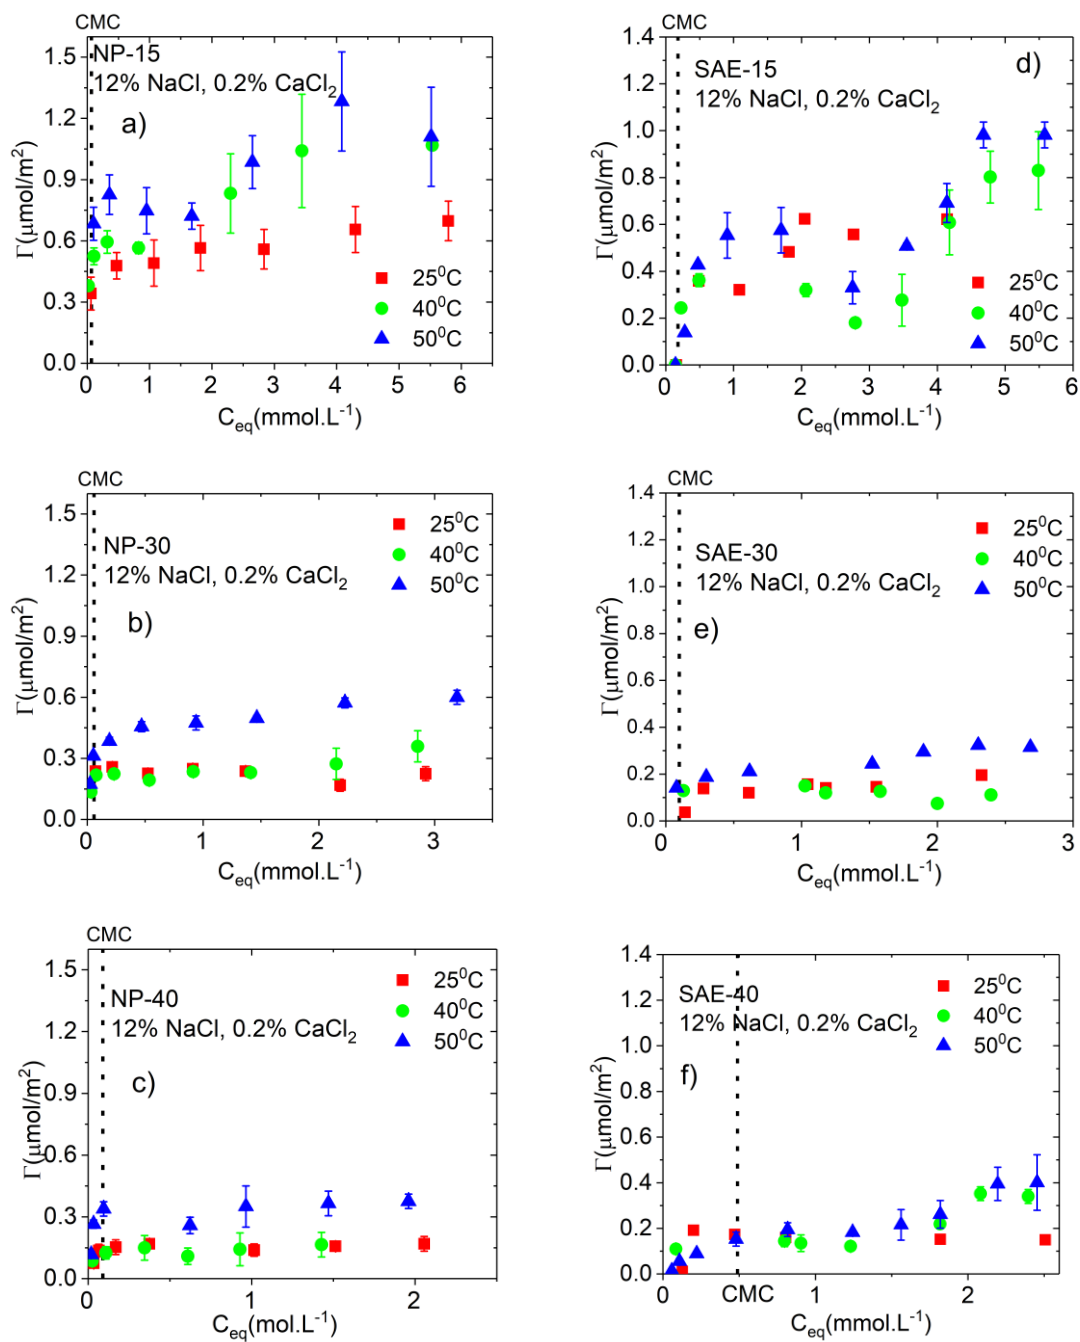 CMC
NP-15
12% NaCl, 0.2% CaCl₂
a)
1.5
1.2
0.9
0.6
0.3
0.0
Γ(μmol/m²)
25⁰C
40⁰C
50⁰C
0 1 2 3 4 5 6
C_eq(mmol.L⁻¹)
CMC
d)
SAE-15
12% NaCl, 0.2% CaCl₂
1.4
1.2
1.0
0.8
0.6
0.4
0.2
0.0
Γ(μmol/m²)
25⁰C
40⁰C
50⁰C
0 1 2 3 4 5 6
C_eq(mmol.L⁻¹)
CMC
25⁰C
40⁰C
50⁰C
NP-30
12% NaCl, 0.2% CaCl₂
b)
1.5
1.2
0.9
0.6
0.3
0.0
Γ(μmol/m²)
0 1 2 3
C_eq(mmol.L⁻¹)
CMC
25⁰C
40⁰C
50⁰C
SAE-30
12% NaCl, 0.2% CaCl₂
e)
1.4
1.2
1.0
0.8
0.6
0.4
0.2
0.0
Γ(μmol/m²)
0 1 2 3
C_eq(mmol.L⁻¹)
CMC
25⁰C
40⁰C
50⁰C
NP-40
12% NaCl, 0.2% CaCl₂
c)
1.5
1.2
0.9
0.6
0.3
0.0
Γ(μmol/m²)
0 1 2
C_eq(mol.L⁻¹)
25⁰C
40⁰C
50⁰C
SAE-40
12% NaCl, 0.2% CaCl₂
f)
1.4
1.2
1.0
0.8
0.6
0.4
0.2
0.0
Γ(μmol/m²)
0 1 2
CMC
C_eq(mmol.L⁻¹)